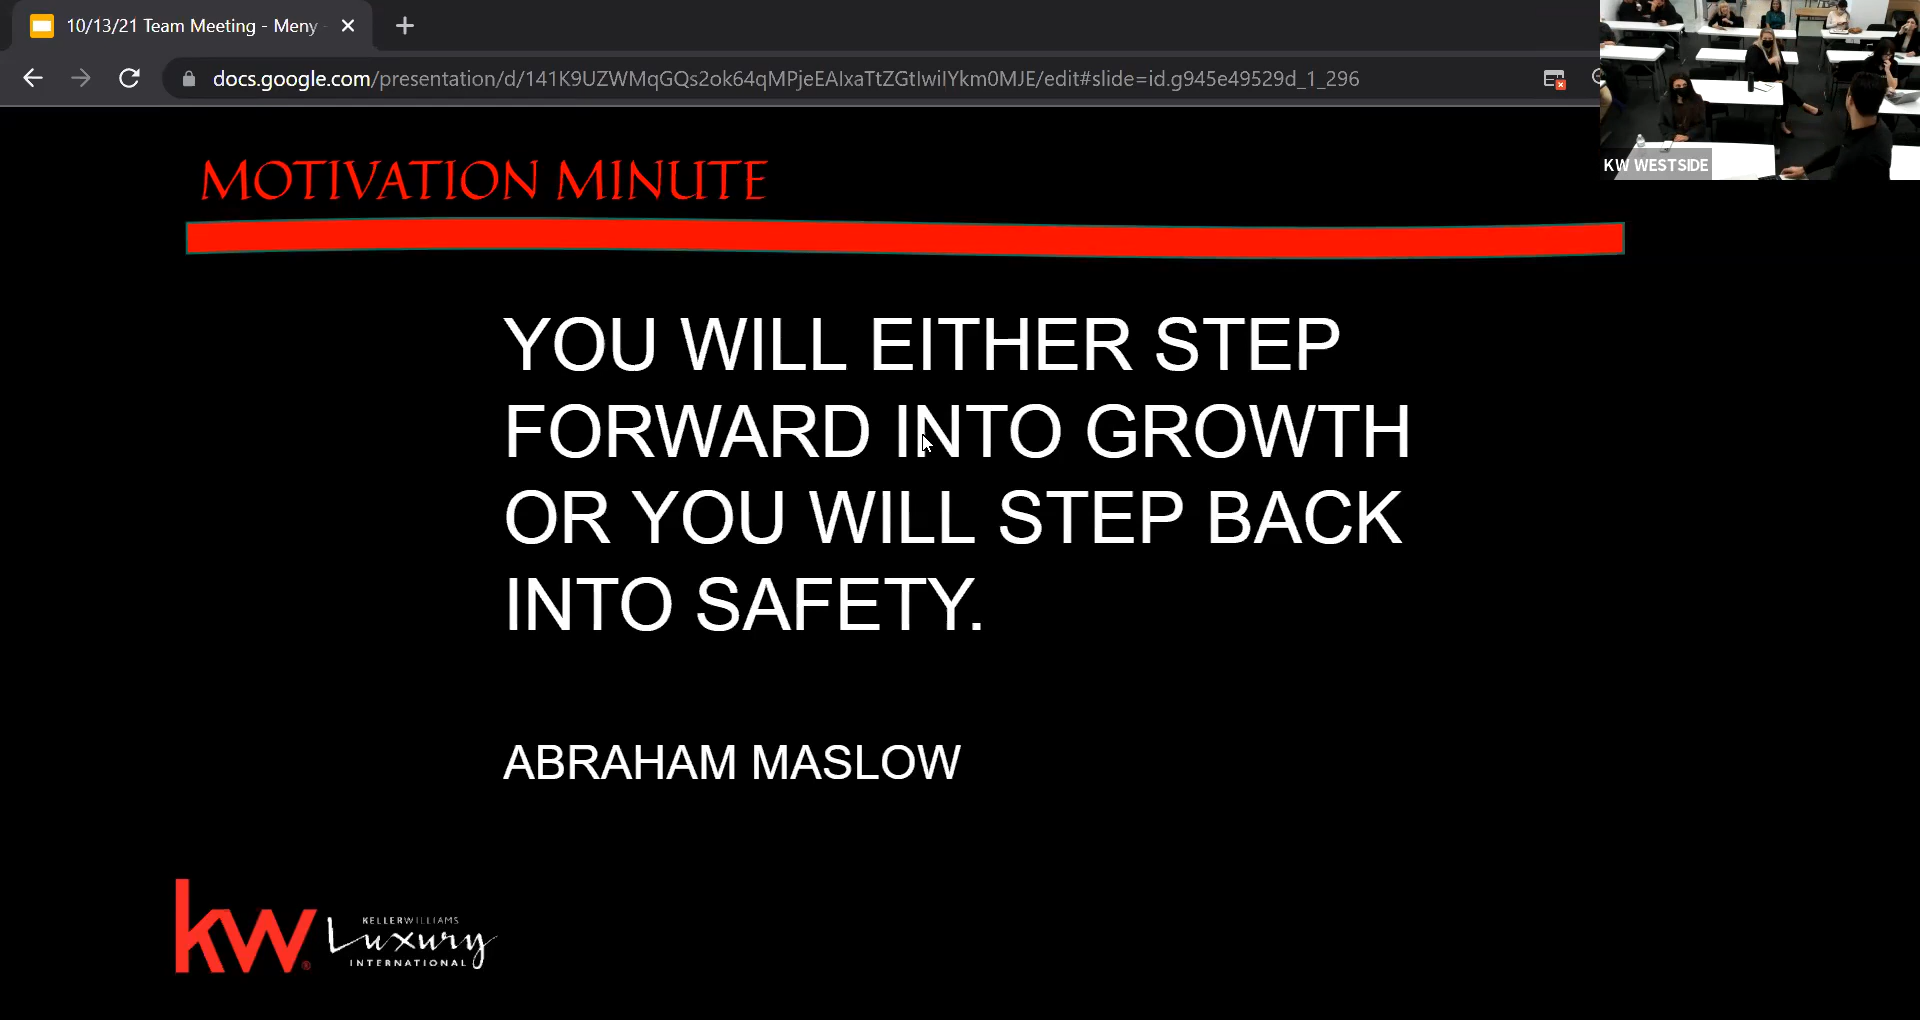 10/13/21 Team Meeting - Meny
docs.google.com/presentation/d/141K9UZWMqGQs2ok64qMPjeEAIxaTtZGtIwiIYkm0MJE/edit#slide=id.g945e49529d_1_296
KW WESTSIDE
MOTIVATION MINUTE
YOU WILL EITHER STEP
FORWARD INTO GROWTH
OR YOU WILL STEP BACK
INTO SAFETY.
ABRAHAM MASLOW
kw®
KELLERWILLIAMS
Luxury
INTERNATIONAL